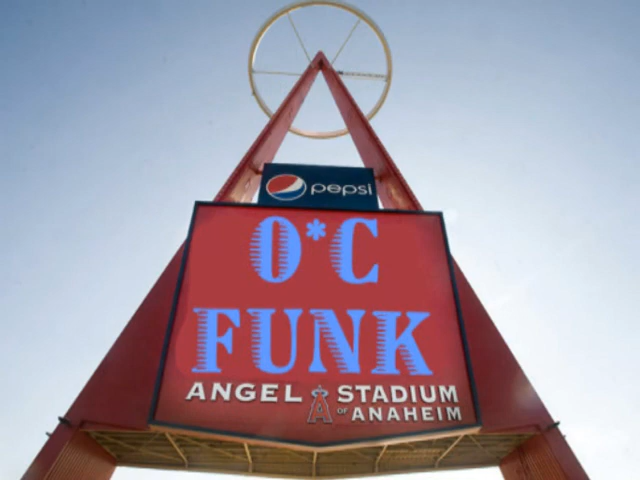 pepsi
O*C
FUNK
ANGEL STADIUM
OF ANAHEIM